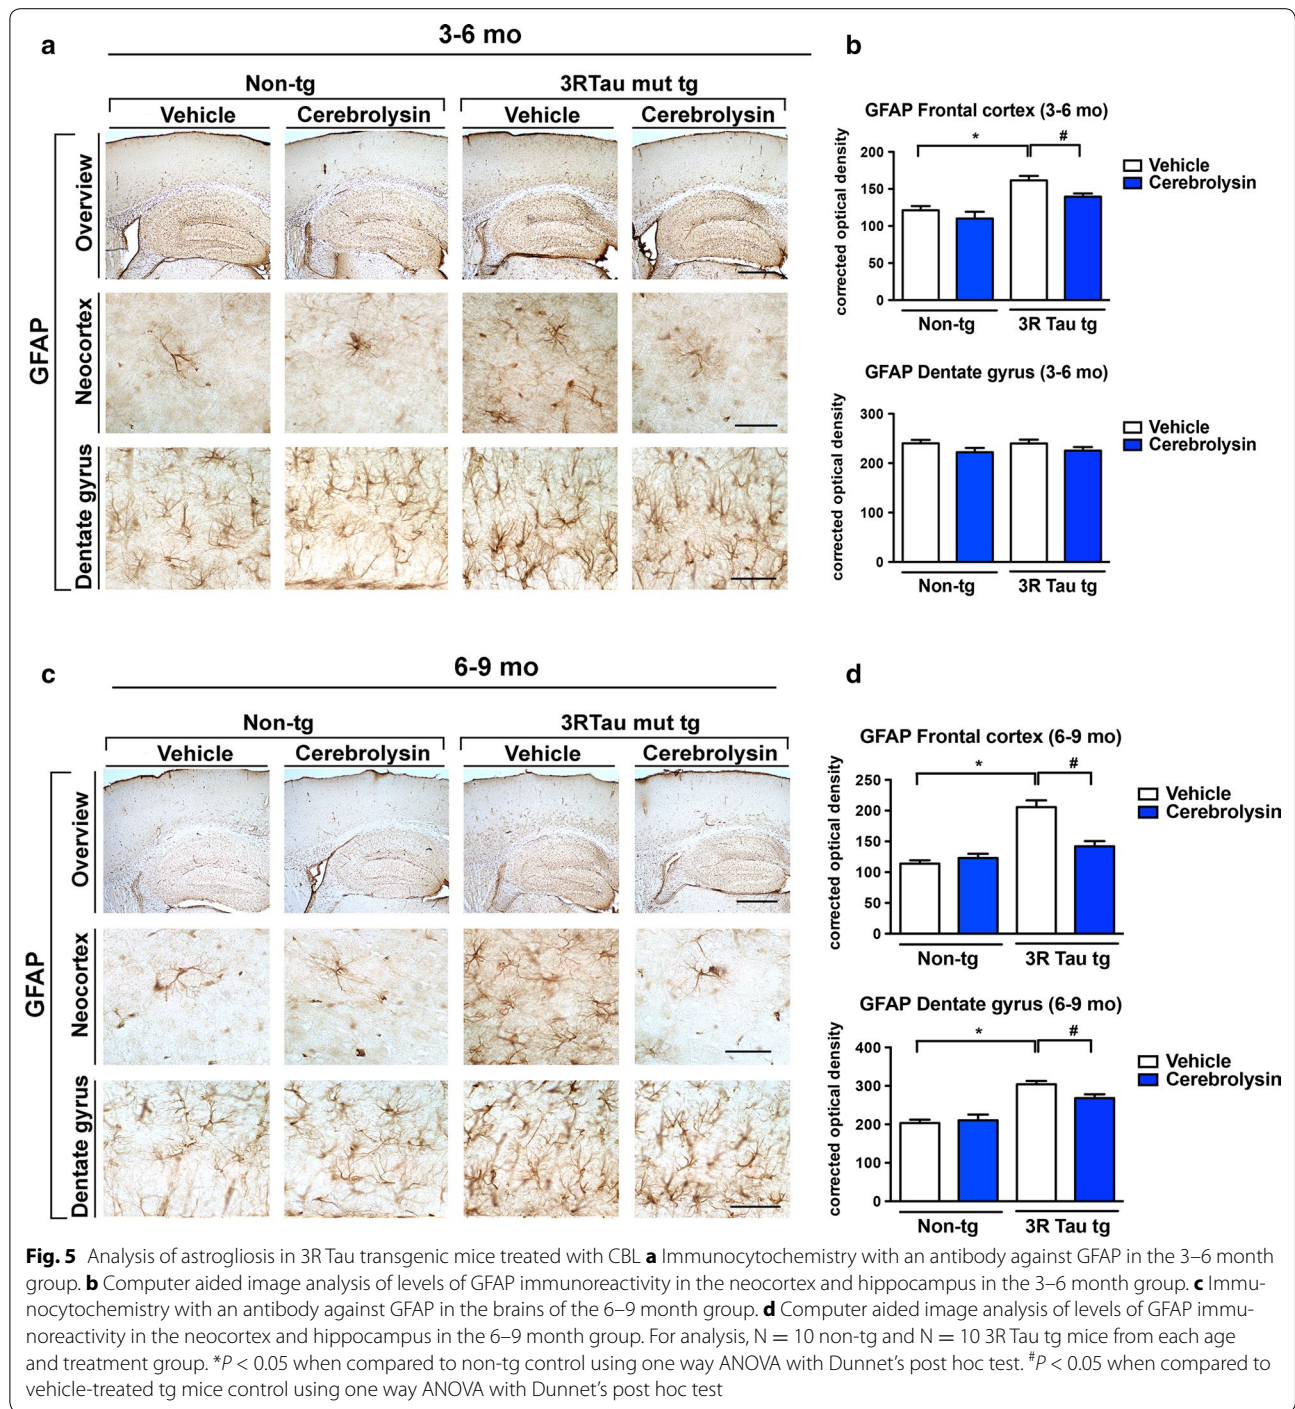 a
3-6 mo
Non-tg
3RTau mut tg
Vehicle
Cerebrolysin
Vehicle
Cerebrolysin
GFAP
Overview
Neocortex
Dentate gyrus
b
GFAP Frontal cortex (3-6 mo)
*
#
corrected optical density
200
150
100
50
0
Non-tg
3R Tau tg
Vehicle
Cerebrolysin
GFAP Dentate gyrus (3-6 mo)
corrected optical density
300
200
100
0
Non-tg
3R Tau tg
Vehicle
Cerebrolysin
c
6-9 mo
Non-tg
3RTau mut tg
Vehicle
Cerebrolysin
Vehicle
Cerebrolysin
GFAP
Overview
Neocortex
Dentate gyrus
d
GFAP Frontal cortex (6-9 mo)
*
#
corrected optical density
250
200
150
100
50
0
Non-tg
3R Tau tg
Vehicle
Cerebrolysin
GFAP Dentate gyrus (6-9 mo)
*
#
corrected optical density
400
300
200
100
0
Non-tg
3R Tau tg
Vehicle
Cerebrolysin
Fig. 5 Analysis of astrogliosis in 3R Tau transgenic mice treated with CBL a Immunocytochemistry with an antibody against GFAP in the 3–6 month
group. b Computer aided image analysis of levels of GFAP immunoreactivity in the neocortex and hippocampus in the 3–6 month group. c Immu-
nocytochemistry with an antibody against GFAP in the brains of the 6–9 month group. d Computer aided image analysis of levels of GFAP immu-
noreactivity in the neocortex and hippocampus in the 6–9 month group. For analysis, N = 10 non-tg and N = 10 3R Tau tg mice from each age
and treatment group. *P < 0.05 when compared to non-tg control using one way ANOVA with Dunnet's post hoc test. #P < 0.05 when compared to
vehicle-treated tg mice control using one way ANOVA with Dunnet's post hoc test